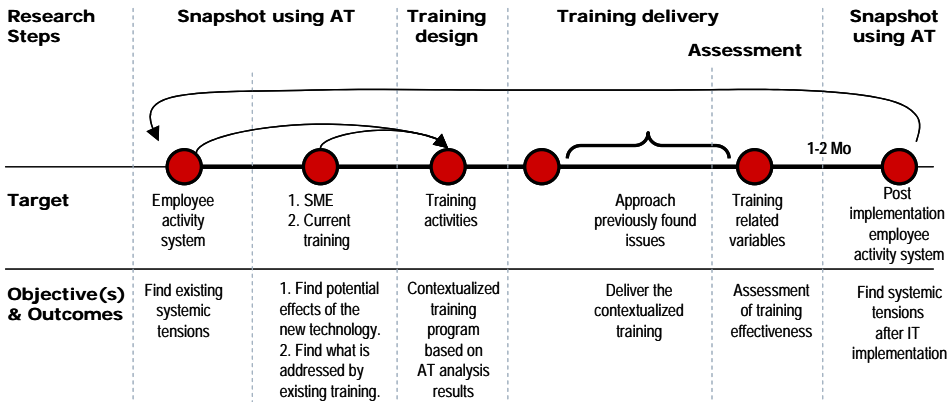 Research
Steps
Snapshot using AT
Training
design
Training delivery
Assessment
Snapshot
using AT
1-2 Mo
Target
Employee
activity
system
1. SME
2. Current
training
Training
activities
Approach
previously found
issues
Training
related
variables
Post
implementation
employee
activity system
Objective(s)
& Outcomes
Find existing
systemic
tensions
1. Find potential
effects of the
new technology.
2. Find what is
addressed by
existing training.
Contextualized
training
program
based on
AT analysis
results
Deliver the
contextualized
training
Assessment
of training
effectiveness
Find systemic
tensions
after IT
implementation